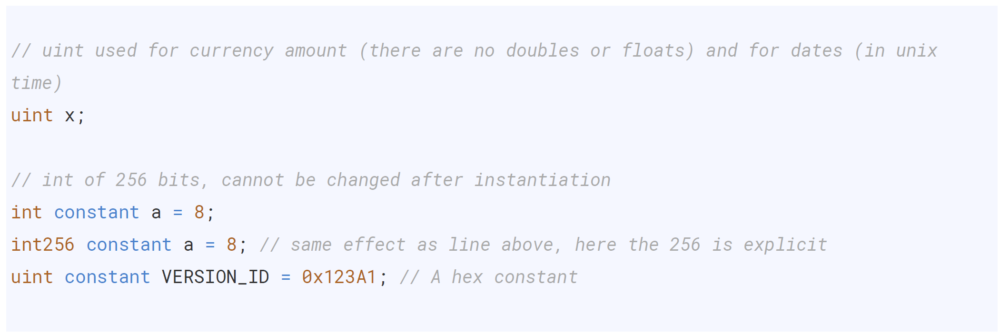 // uint used for currency amount (there are no doubles or floats) and for dates (in unix
time)
uint x;
// int of 256 bits, cannot be changed after instantiation
int constant a = 8;
int256 constant a = 8; // same effect as line above, here the 256 is explicit
uint constant VERSION_ID = 0x123A1; // A hex constant